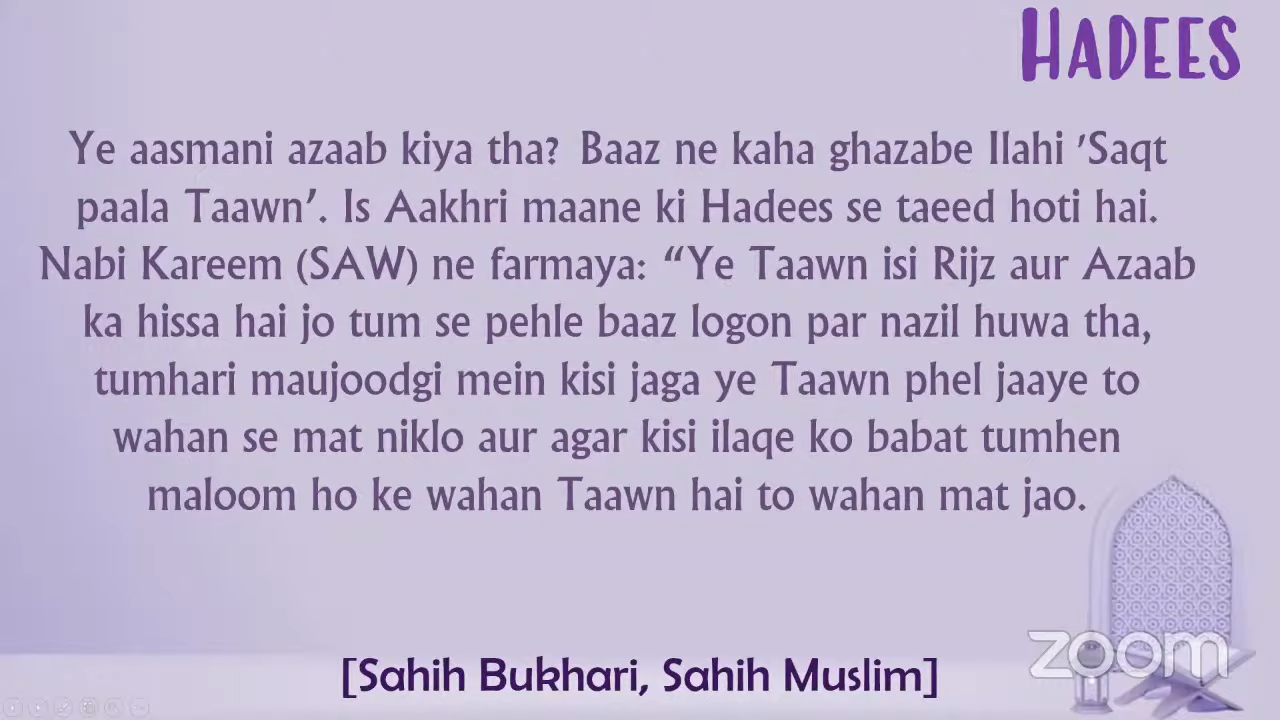 HADEES
Ye aasmani azaab kiya tha? Baaz ne kaha ghazabe Ilahi 'Saqt
paala Taawn'. Is Aakhri maane ki Hadees se taeed hoti hai.
Nabi Kareem (SAW) ne farmaya: “Ye Taawn isi Rijz aur Azaab
ka hissa hai jo tum se pehle baaz logon par nazil huwa tha,
tumhari maujoodgi mein kisi jaga ye Taawn phel jaaye to
wahan se mat niklo aur agar kisi ilaqe ko babat tumhen
maloom ho ke wahan Taawn hai to wahan mat jao.
zoom
[Sahih Bukhari, Sahih Muslim]